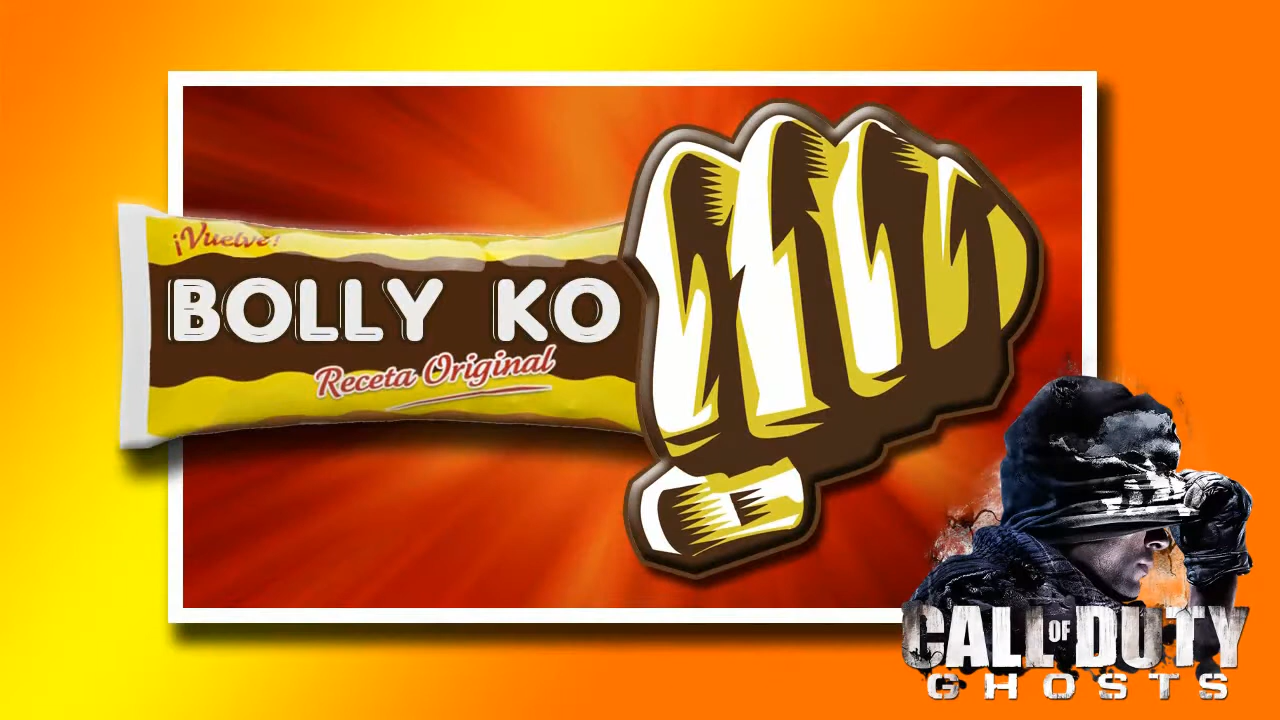 ¡Vuelve!
BOLLY KO
Receta Original
CALL OF DUTY
GHOSTS